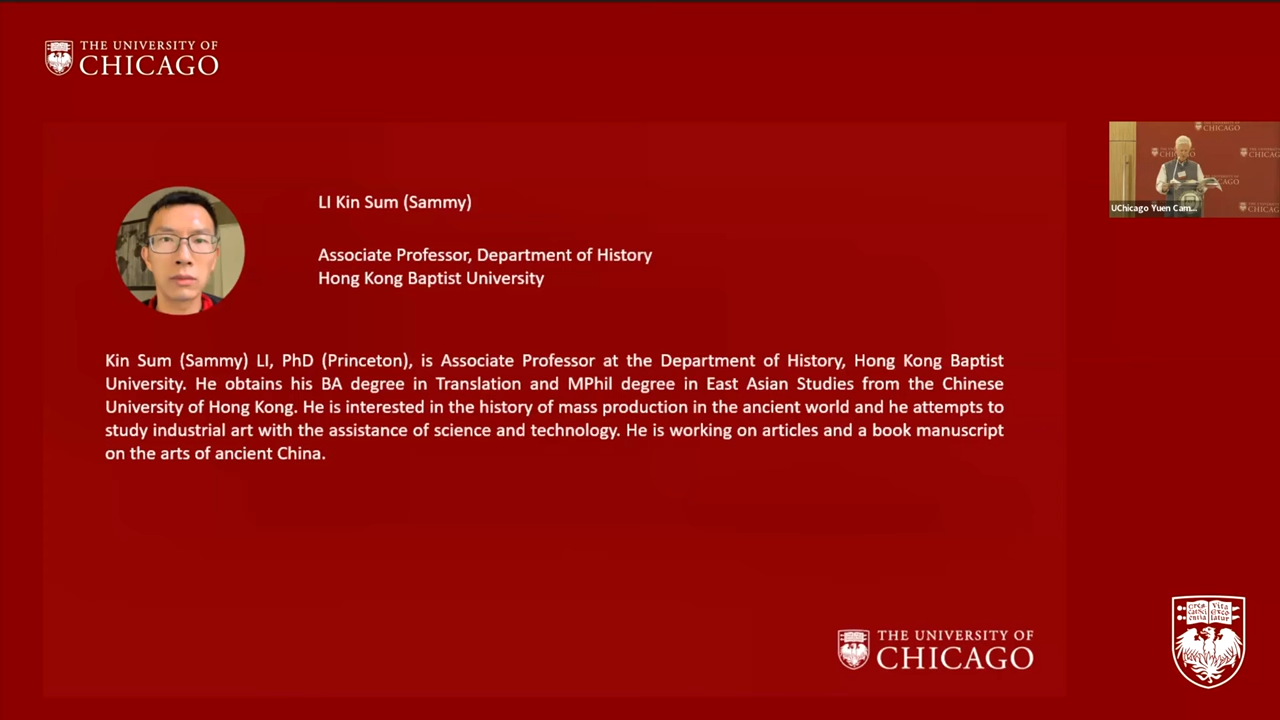 THE UNIVERSITY OF
CHICAGO
LI Kin Sum (Sammy)
Associate Professor, Department of History
Hong Kong Baptist University
Kin Sum (Sammy) LI, PhD (Princeton), is Associate Professor at the Department of History, Hong Kong Baptist
University. He obtains his BA degree in Translation and MPhil degree in East Asian Studies from the Chinese
University of Hong Kong. He is interested in the history of mass production in the ancient world and he attempts to
study industrial art with the assistance of science and technology. He is working on articles and a book manuscript
on the arts of ancient China.
UChicago Yuen Cam...
THE UNIVERSITY OF
CHICAGO